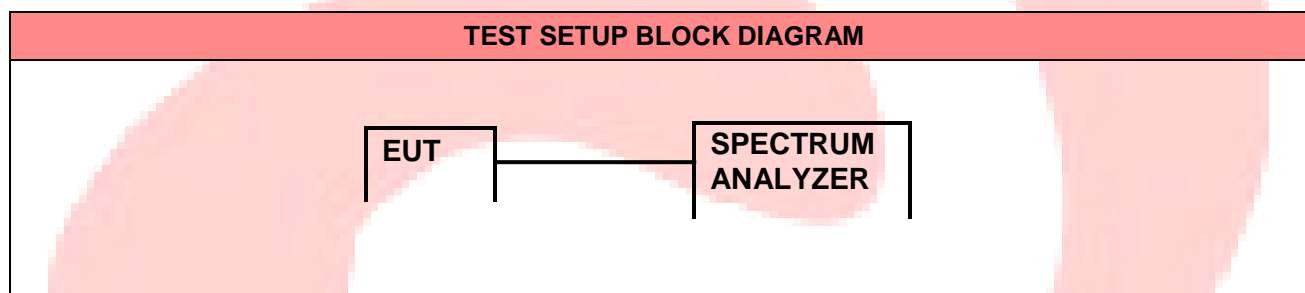 TEST SETUP BLOCK DIAGRAM
EUT
SPECTRUM
ANALYZER